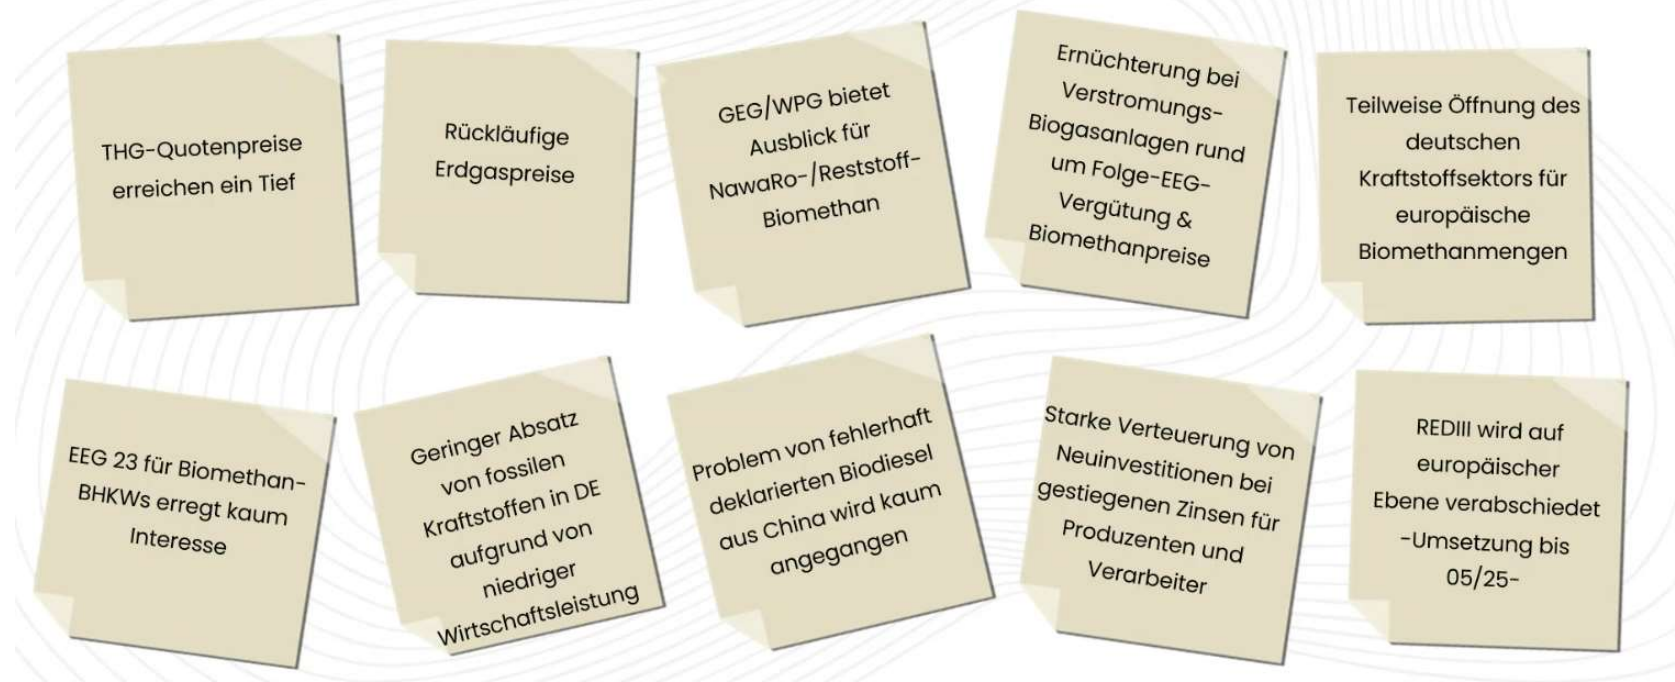 THG-Quotenpreise
erreichen ein Tief
Rückläufige
Erdgaspreise
GEG/WPG bietet
Ausblick für
NawaRo-/Reststoff-
Biomethan
Ernüchterung bei
Verstromungs-
Biogasanlagen rund
um Folge-EEG-
Vergütung &
Biomethanpreise
Teilweise Öffnung des
deutschen
Kraftstoffsektors für
europäische
Biomethanmengen
EEG 23 für Biomethan-
BHKWs erregt kaum
Interesse
Geringer Absatz
von fossilen
Kraftstoffen in DE
aufgrund von
niedriger
Wirtschaftsleistung
Problem von fehlerhaft
deklarierten Biodiesel
aus China wird kaum
angegangen
Starke Verteuerung von
Neuinvestitionen bei
gestiegenen Zinsen für
Produzenten und
Verarbeiter
REDIII wird auf
europäischer
Ebene verabschiedet
-Umsetzung bis
05/25-